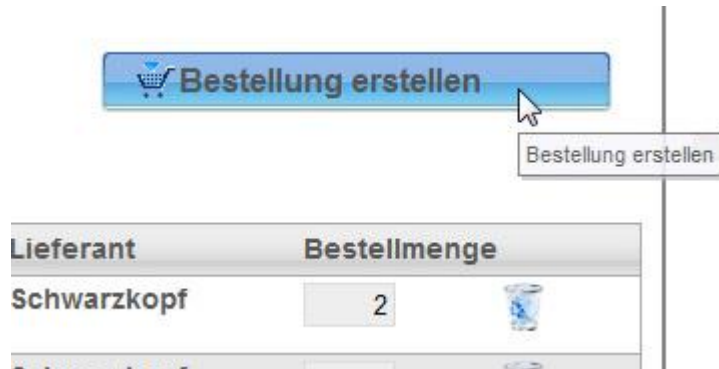 Bestellung erstellen
Bestellung erstellen
Lieferant Bestellmenge
Schwarzkopf 2